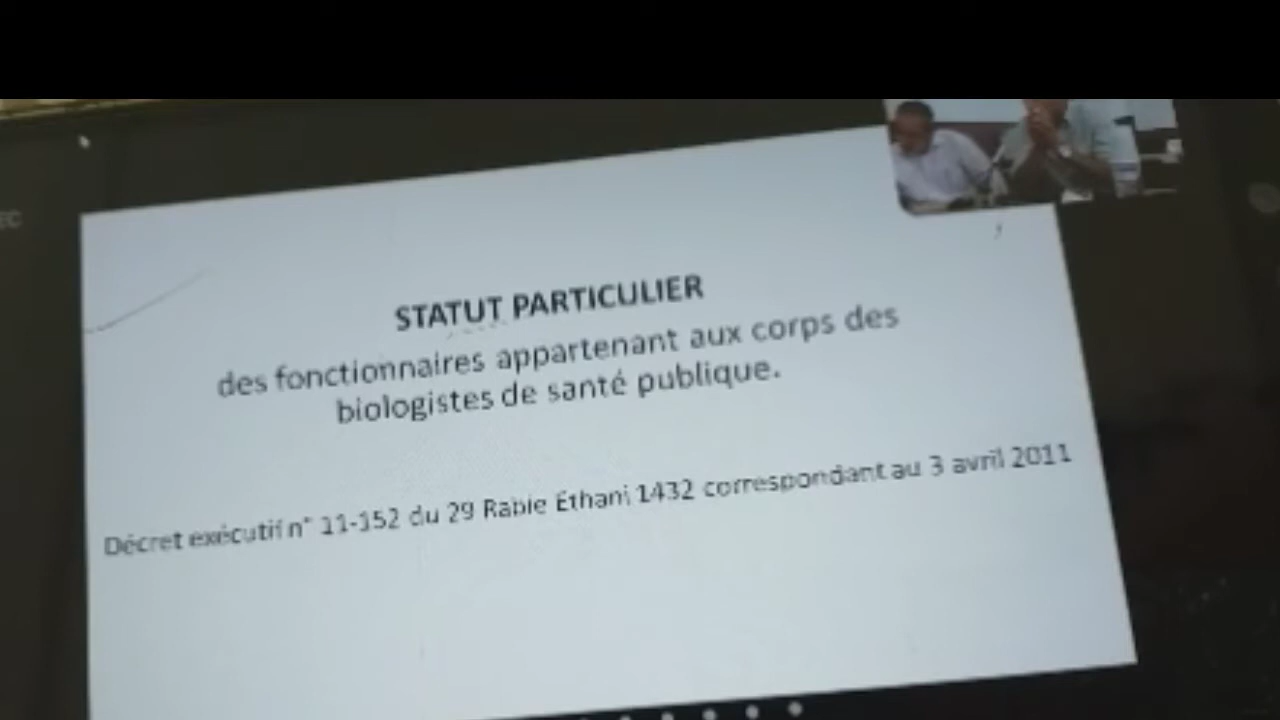 EC
STATUT PARTICULIER
des fonctionnaires appartenant aux corps des
biologistes de santé publique.
Décret exécutif n° 11-152 du 29 Rabie Ethani 1432 correspondant au 3 avril 2011